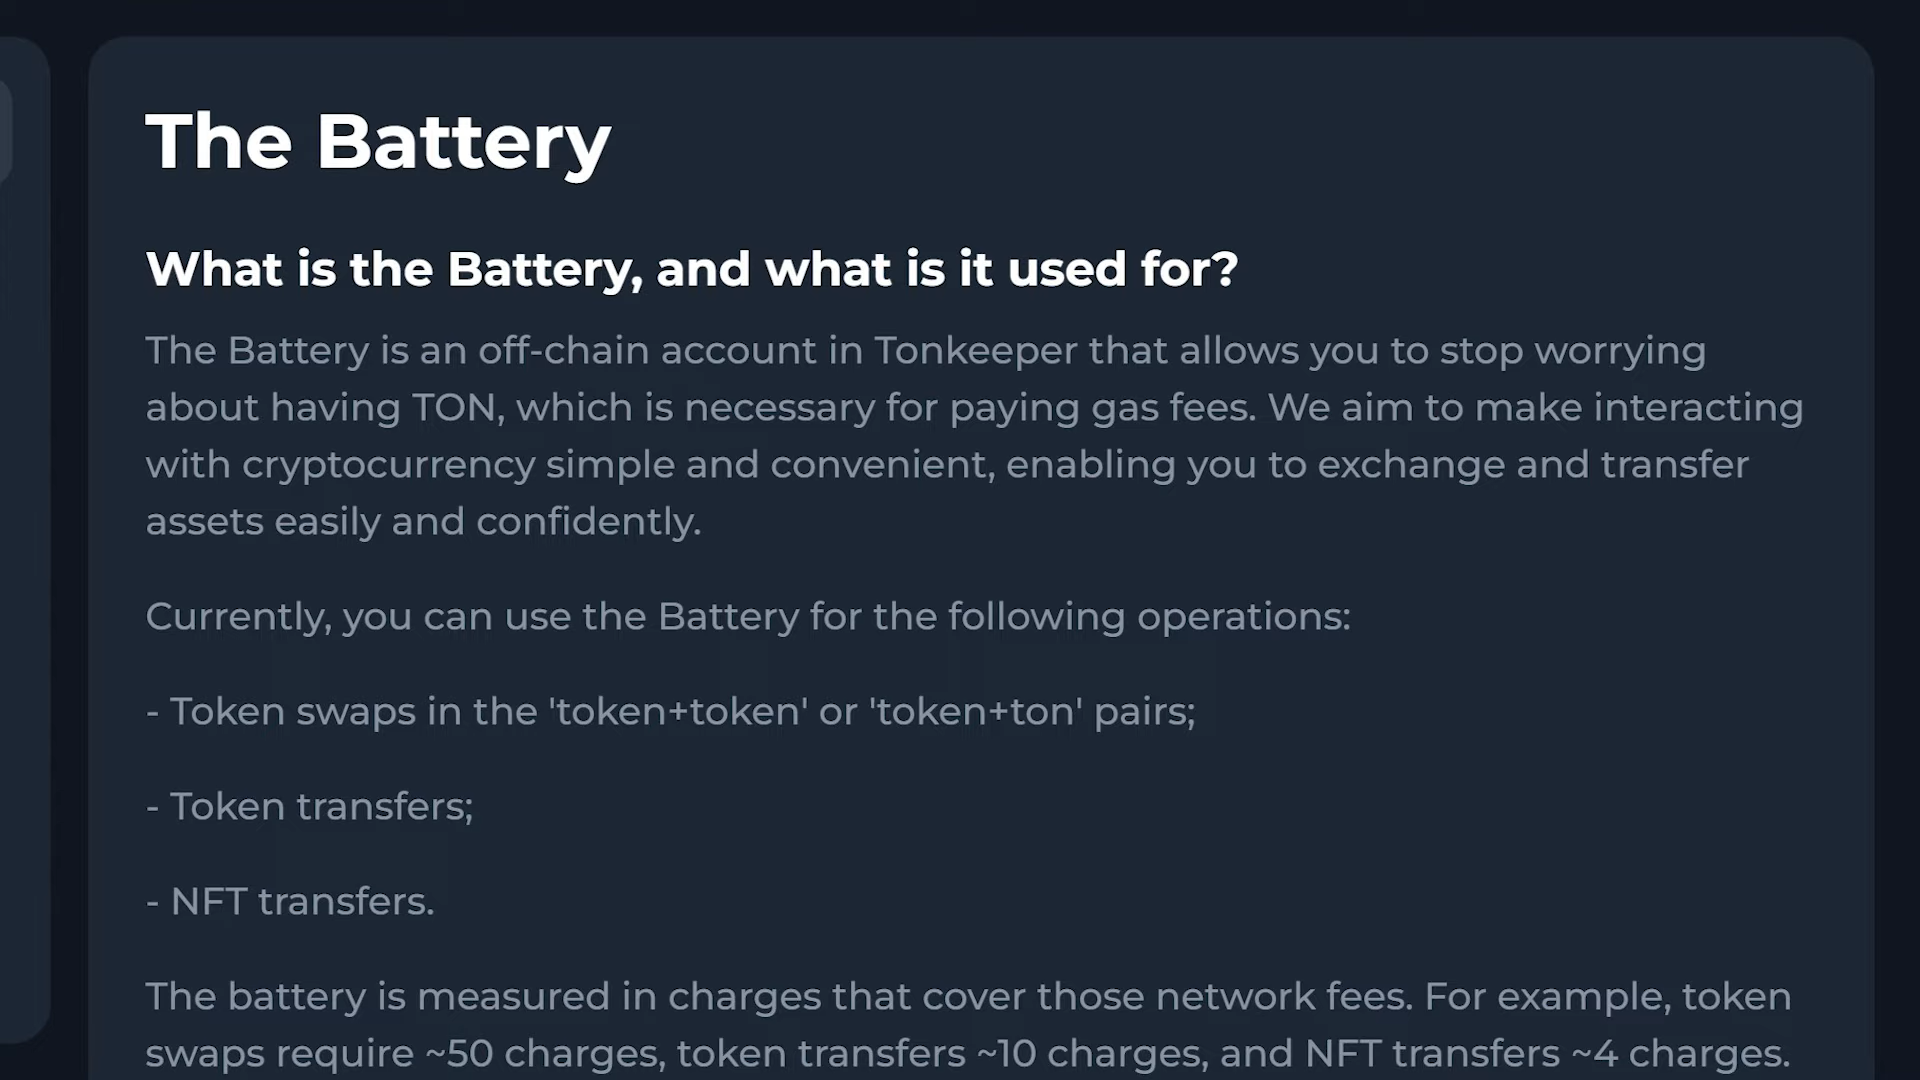 The Battery
What is the Battery, and what is it used for?
The Battery is an off-chain account in Tonkeeper that allows you to stop worrying
about having TON, which is necessary for paying gas fees. We aim to make interacting
with cryptocurrency simple and convenient, enabling you to exchange and transfer
assets easily and confidently.
Currently, you can use the Battery for the following operations:
- Token swaps in the 'token+token' or 'token+ton' pairs;
- Token transfers;
- NFT transfers.
The battery is measured in charges that cover those network fees. For example, token
swaps require ~50 charges, token transfers ~10 charges, and NFT transfers ~4 charges.